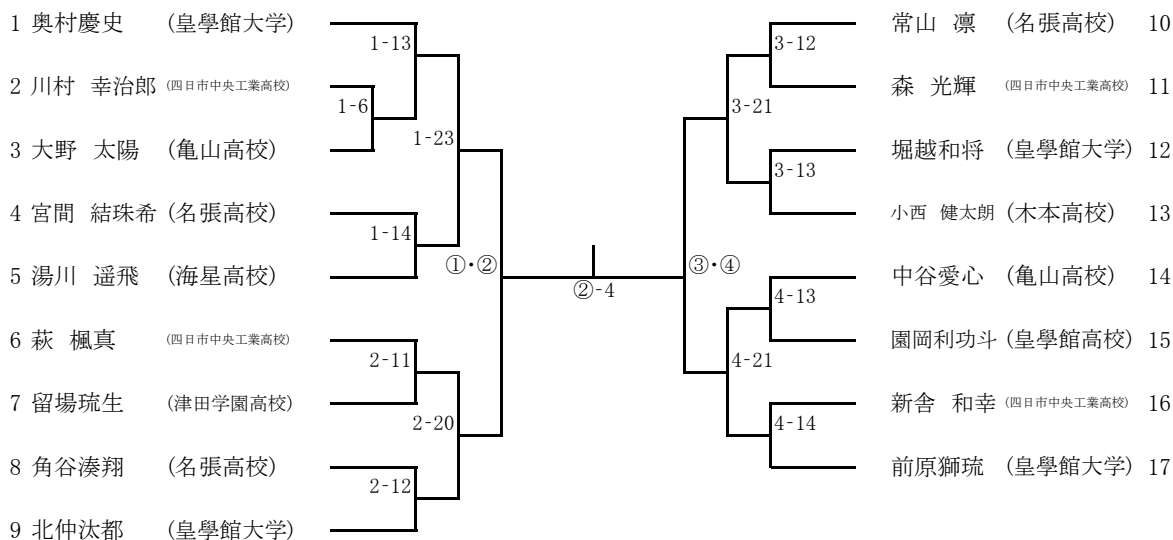 1 奥村慶史 (皇學館大学)
1-13
2 川村 幸治郎 (四日市中央工業高校)
1-6
3 大野 太陽 (亀山高校)
1-23
4 宮間 結珠希 (名張高校)
1-14
5 湯川 遥飛 (海星高校)
①・②
6 萩 楓真 (四日市中央工業高校)
2-11
7 留場琉生 (津田学園高校)
2-20
8 角谷湊翔 (名張高校)
2-12
9 北仲汰都 (皇學館大学)
②-4
常山 凛 (名張高校) 10
3-12
森 光輝 (四日市中央工業高校) 11
3-21
堀越和将 (皇學館大学) 12
3-13
小西 健太朗 (木本高校) 13
③・④
中谷愛心 (亀山高校) 14
4-13
園岡利功斗 (皇學館高校) 15
4-21
新舎 和幸 (四日市中央工業高校) 16
4-14
前原獅琉 (皇學館大学) 17